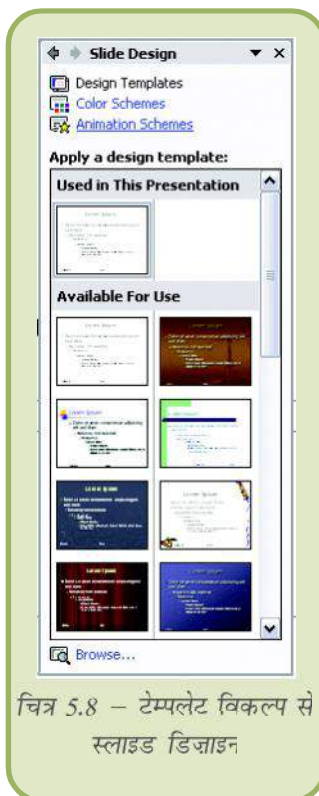 Slide Design
Design Templates
Color Schemes
Animation Schemes
Apply a design template:
Used in This Presentation
Available For Use
Browse...
चित्र 5.8 – टेम्पलेट विकल्प से
स्लाइड डिज़ाइन